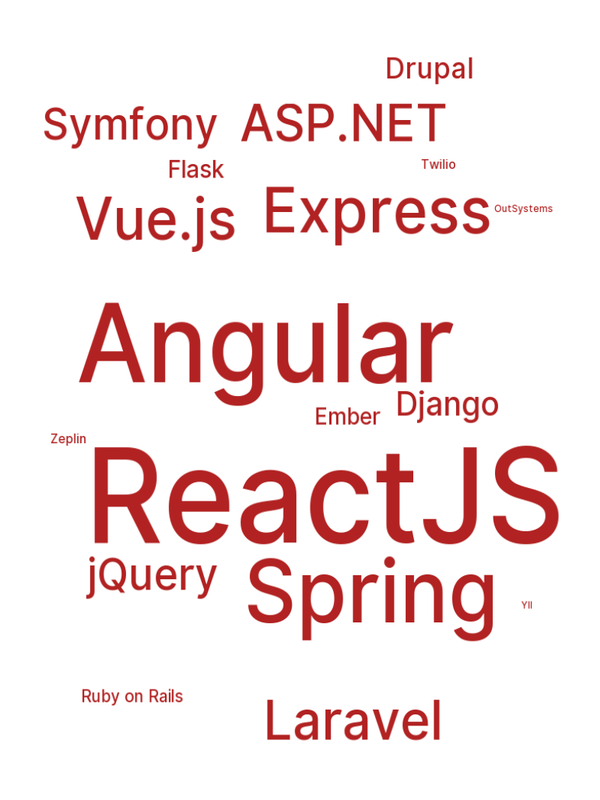 Drupal
Symfony ASP.NET
Flask Twilio
Vue.js Express OutSystems
Angular
Ember Django
Zeplin
ReactJS
jQuery Spring
YII
Ruby on Rails
Laravel